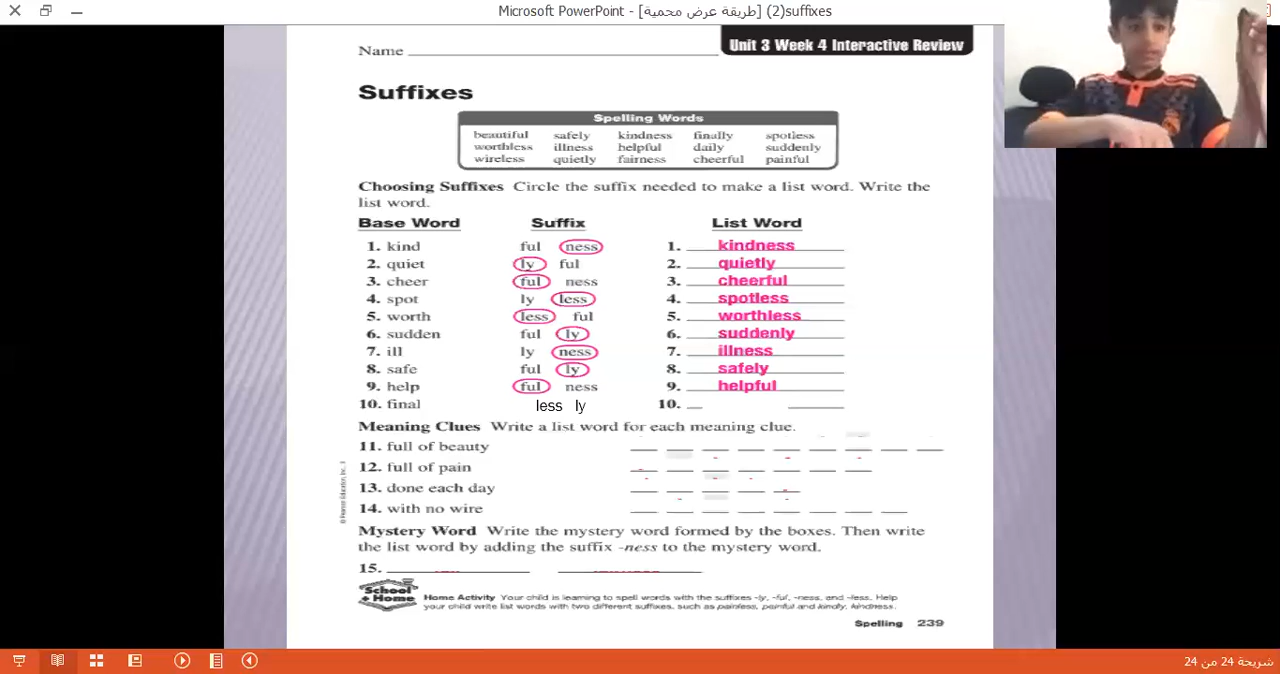 Microsoft PowerPoint - [طريقة عرض محمية] (2)suffixes
Name
Unit 3 Week 4 Interactive Review
Suffixes
Spelling Words
beautiful safely kindness finally spotless
worthless illness helpful daily suddenly
wireless quietly fairness cheerful painful
Choosing Suffixes Circle the suffix needed to make a list word. Write the
list word.
Base Word Suffix List Word
1. kind ful ness 1. kindness
2. quiet ly ful 2. quietly
3. cheer ful ness 3. cheerful
4. spot ly less 4. spotless
5. worth less ful 5. worthless
6. sudden ful ly 6. suddenly
7. ill ly ness 7. illness
8. safe ful ly 8. safely
9. help ful ness 9. helpful
10. final less ly 10.
Meaning Clues Write a list word for each meaning clue.
11. full of beauty
12. full of pain
13. done each day
14. with no wire
Mystery Word Write the mystery word formed by the boxes. Then write
the list word by adding the suffix -ness to the mystery word.
15.
School + Home
Home Activity Your child is learning to spell words with the suffixes -ly, -ful, -ness, and -less. Help
your child write list words with two different suffixes, such as painless, painful and kindly, kindness.
Spelling 239
© Pearson Education, Inc., 3
شريحة 24 من 24